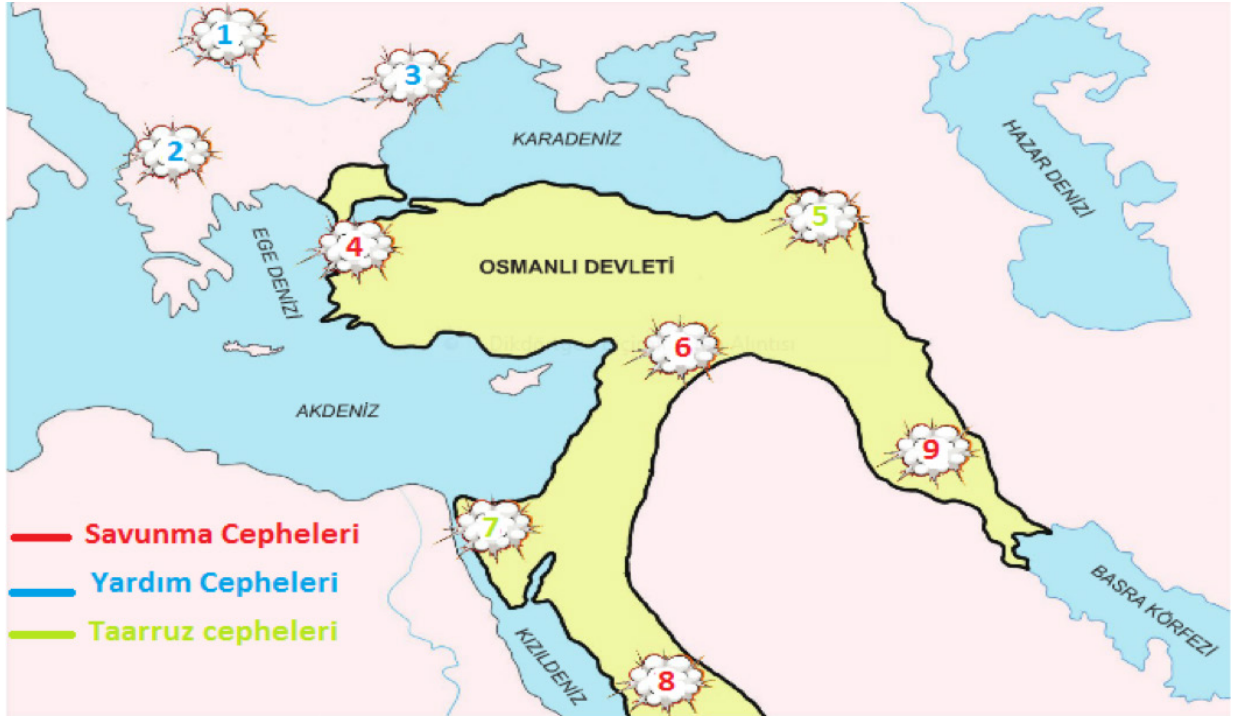 1
3
KARADENİZ
HAZAR DENİZİ
2
5
4
EGE DENİZİ
OSMANLI DEVLETİ
6
AKDENİZ
9
7
Savunma Cepheleri
Yardım Cepheleri
BASRA KÖRFEZİ
Taarruz cepheleri
KIZILDENİZ
8